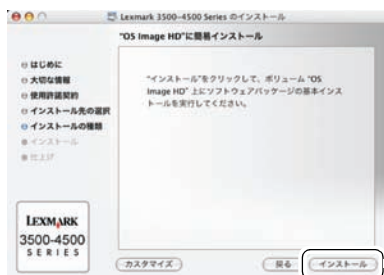 Lexmark 3500-4500 Series のインストール
"OS Image HD"に簡易インストール
はじめに
大切な情報
使用許諾契約
インストール先の選択
インストールの種類
インストール
仕上げ
"インストール"をクリックして、ボリューム "OS
Image HD" 上にソフトウェアパッケージの基本インス
トールを実行してください。
LEXMARK
3500-4500
SERIES
カスタマイズ
戻る
インストール